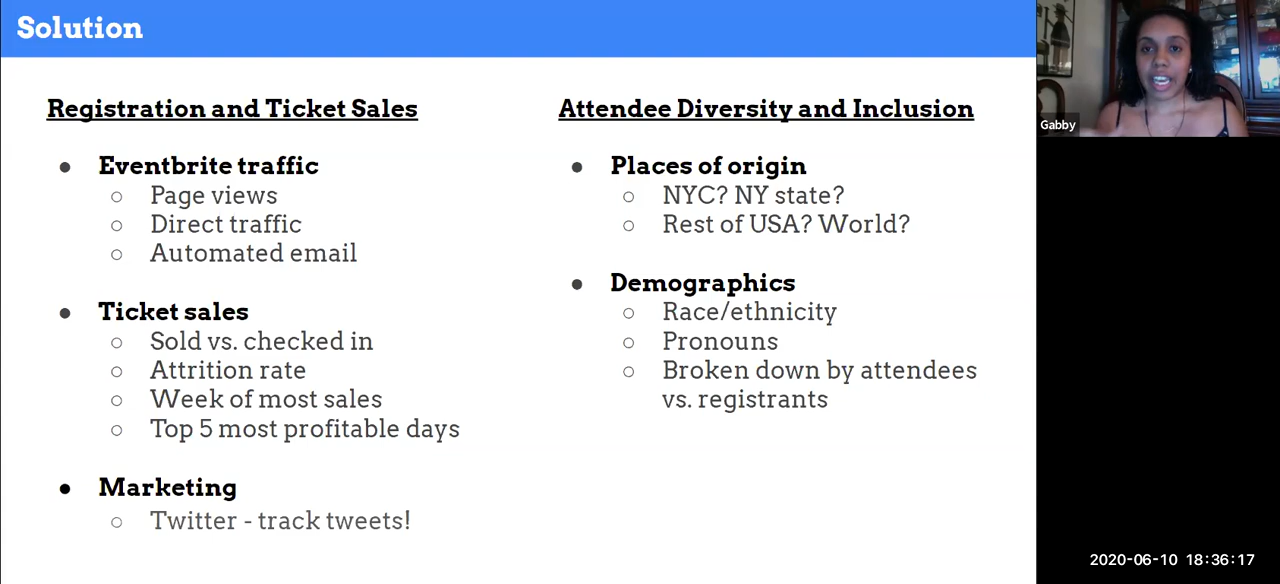 Solution
Registration and Ticket Sales
● Eventbrite traffic
○ Page views
○ Direct traffic
○ Automated email
● Ticket sales
○ Sold vs. checked in
○ Attrition rate
○ Week of most sales
○ Top 5 most profitable days
● Marketing
○ Twitter - track tweets!
Attendee Diversity and Inclusion
● Places of origin
○ NYC? NY state?
○ Rest of USA? World?
● Demographics
○ Race/ethnicity
○ Pronouns
○ Broken down by attendees
vs. registrants
Gabby
2020-06-10 18:36:17